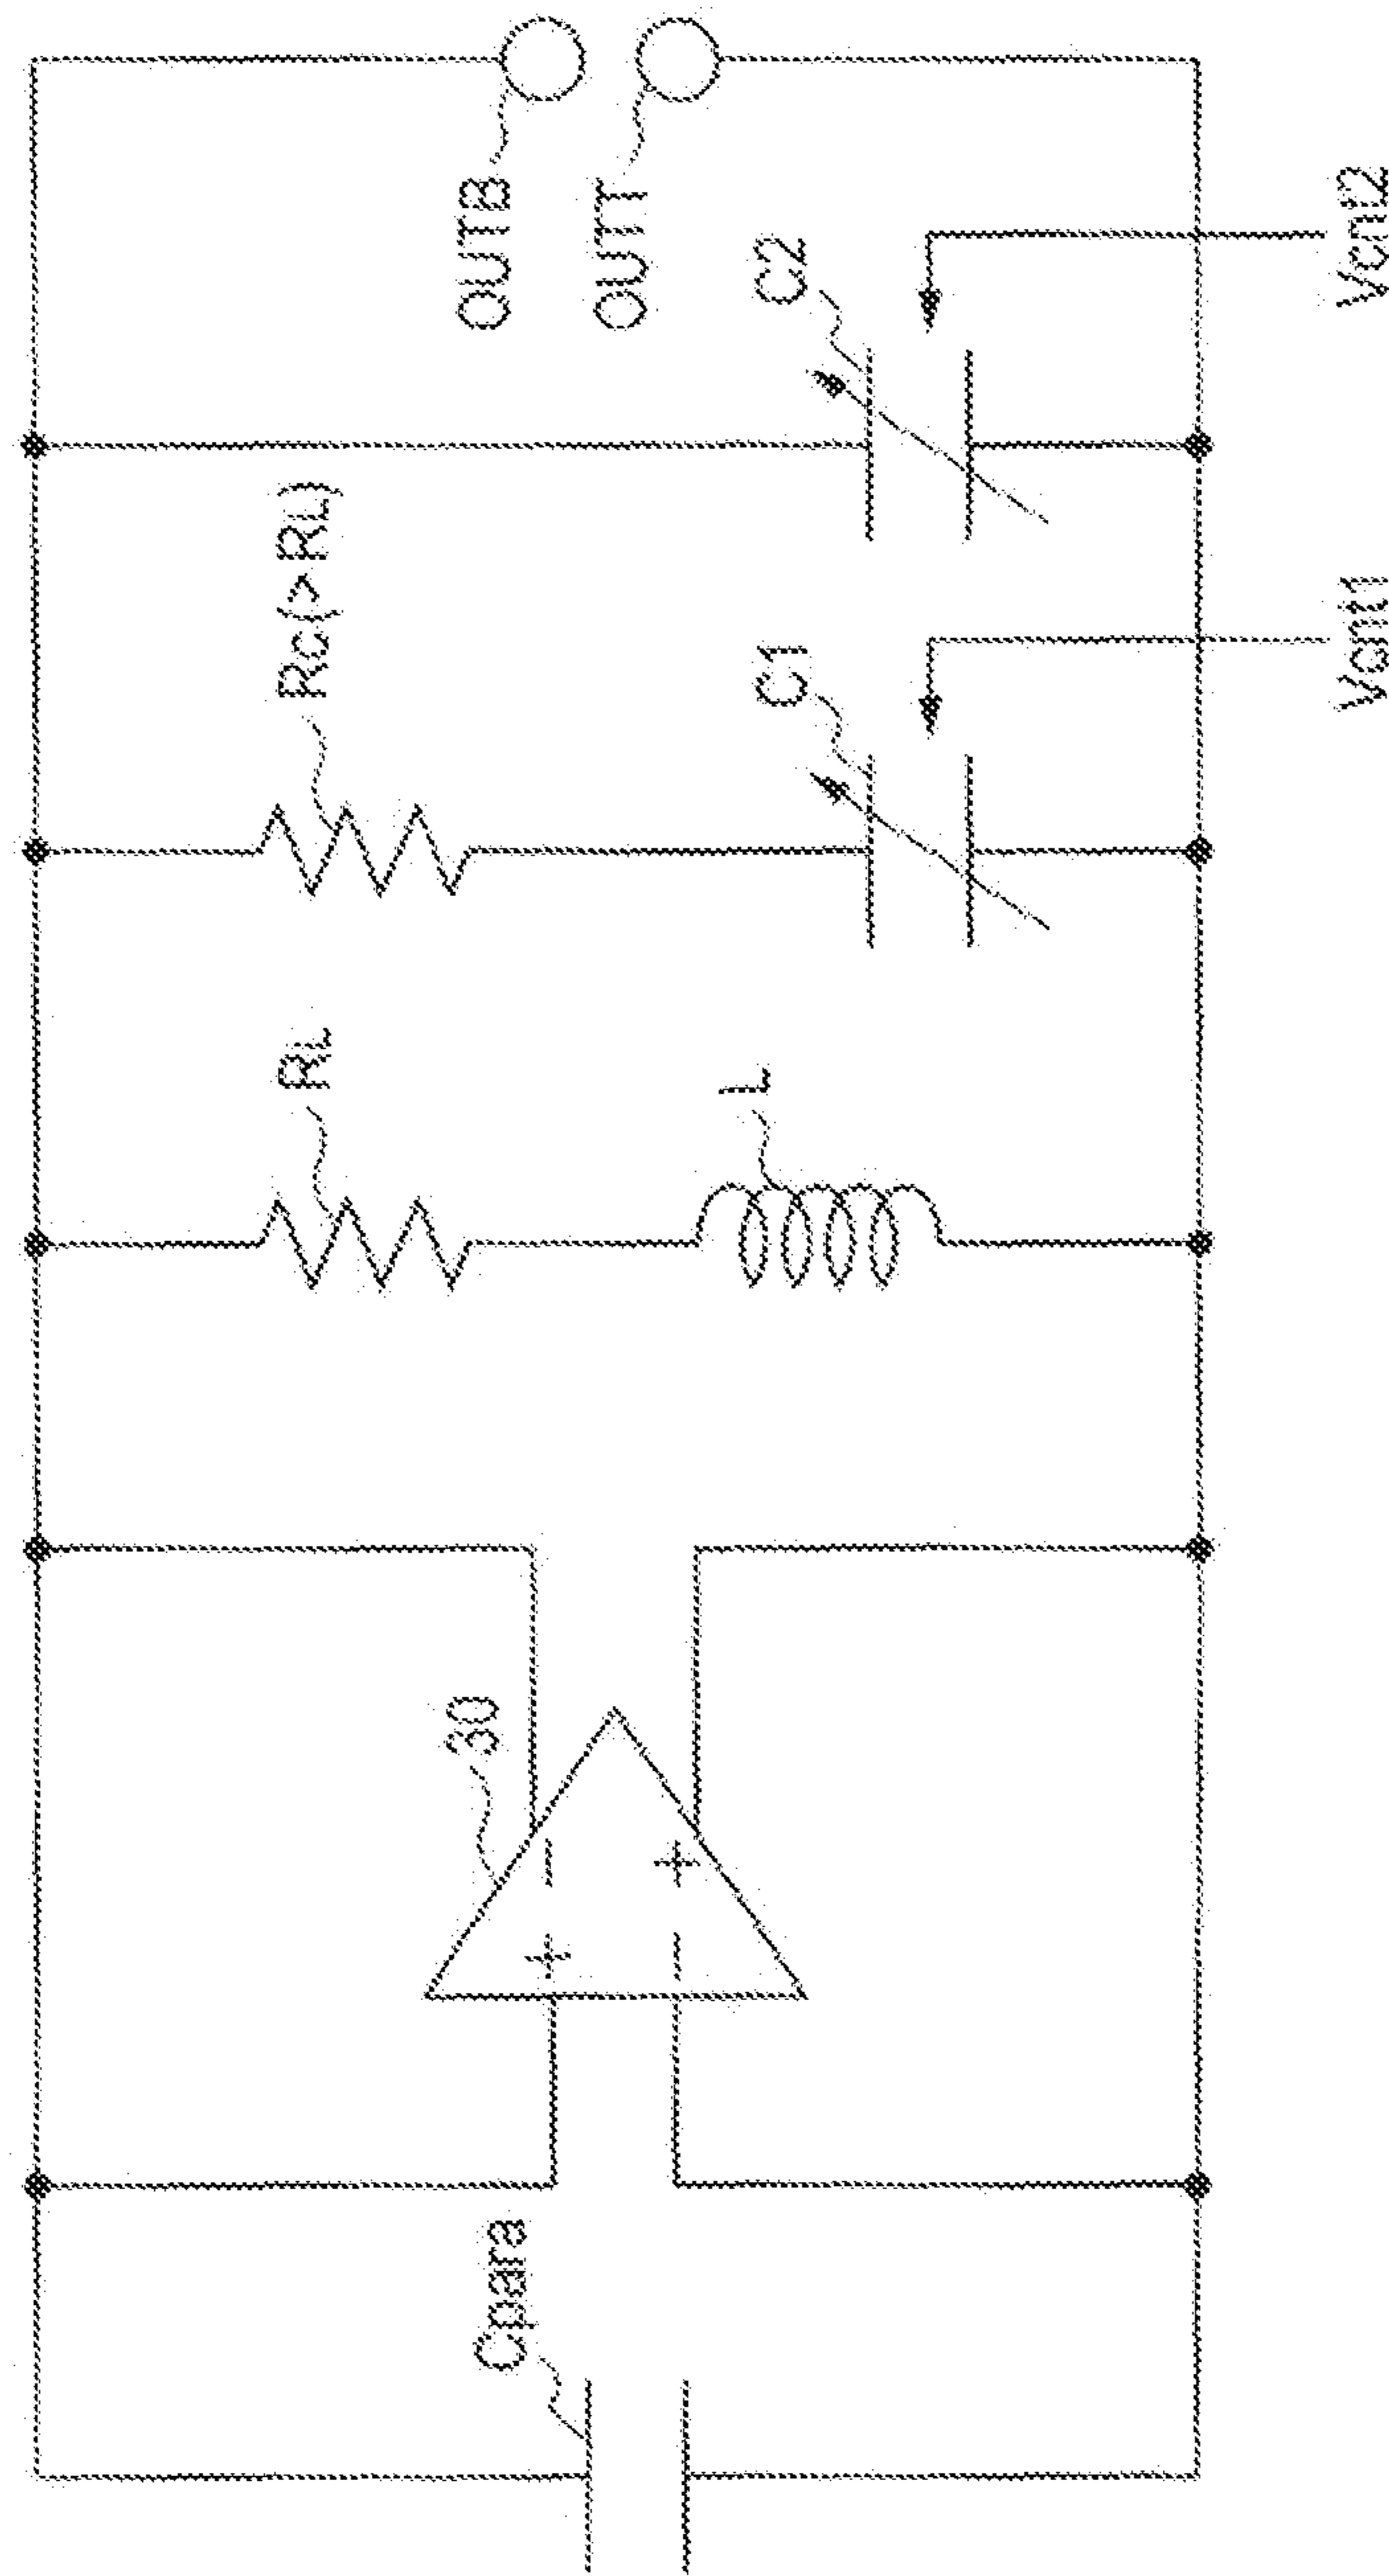 Cpara
30
+ −
− +
RL
L
Rc(>RL)
C1
C2
OUTB
OUTT
Vcnt1
Vcnt2